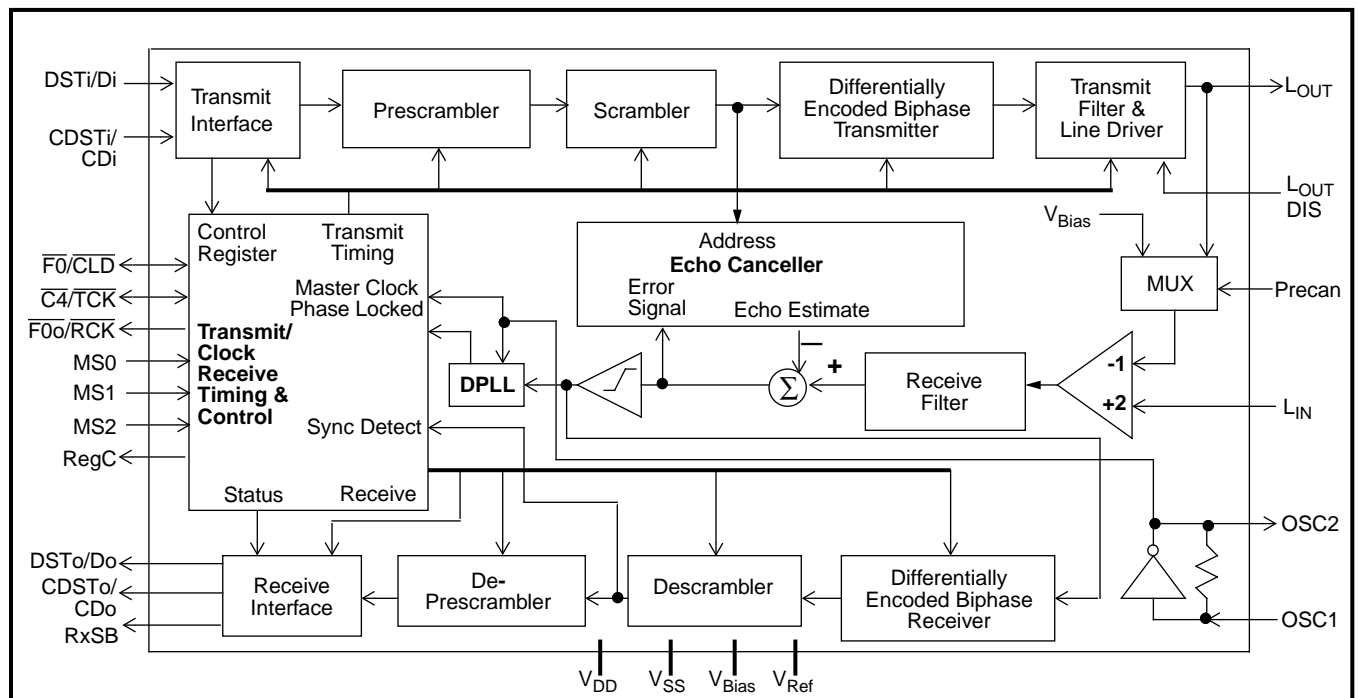 DSTi/Di
CDSTi/
CDi
Transmit
Interface
Prescrambler
Scrambler
Differentially
Encoded Biphase
Transmitter
Transmit
Filter &
Line Driver
LOUT
LOUT
DIS
VBias
MUX
Precan
-1
+2
LIN
Address
Echo Canceller
Error
Signal
Echo Estimate
Control
Register
Transmit
Timing
Master Clock
Phase Locked
Transmit/
Clock
Receive
Timing &
Control
Sync Detect
Status
Receive
F0/CLD
C4/TCK
F0o/RCK
MS0
MS1
MS2
RegC
DPLL
Σ
–
+
Receive
Filter
OSC2
OSC1
DSTo/Do
CDSTo/
CDo
RxSB
Receive
Interface
De-
Prescrambler
Descrambler
Differentially
Encoded Biphase
Receiver
VDD
VSS
VBias
VRef